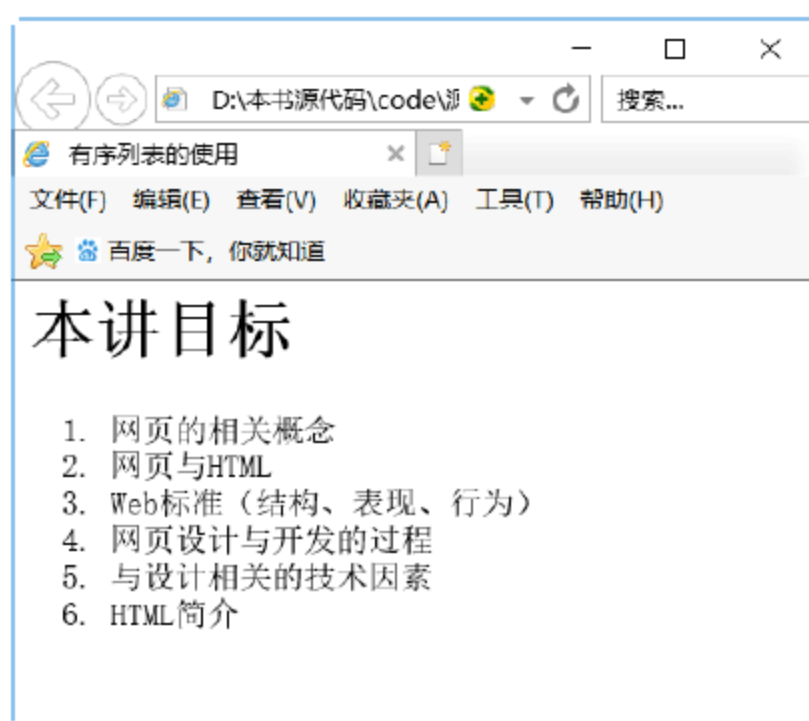 D:\本书源代码\code\ 搜索...
有序列表的使用
文件(F) 编辑(E) 查看(V) 收藏夹(A) 工具(T) 帮助(H)
百度一下，你就知道
本讲目标
1. 网页的相关概念
2. 网页与HTML
3. Web标准（结构、表现、行为）
4. 网页设计与开发的过程
5. 与设计相关的技术因素
6. HTML简介